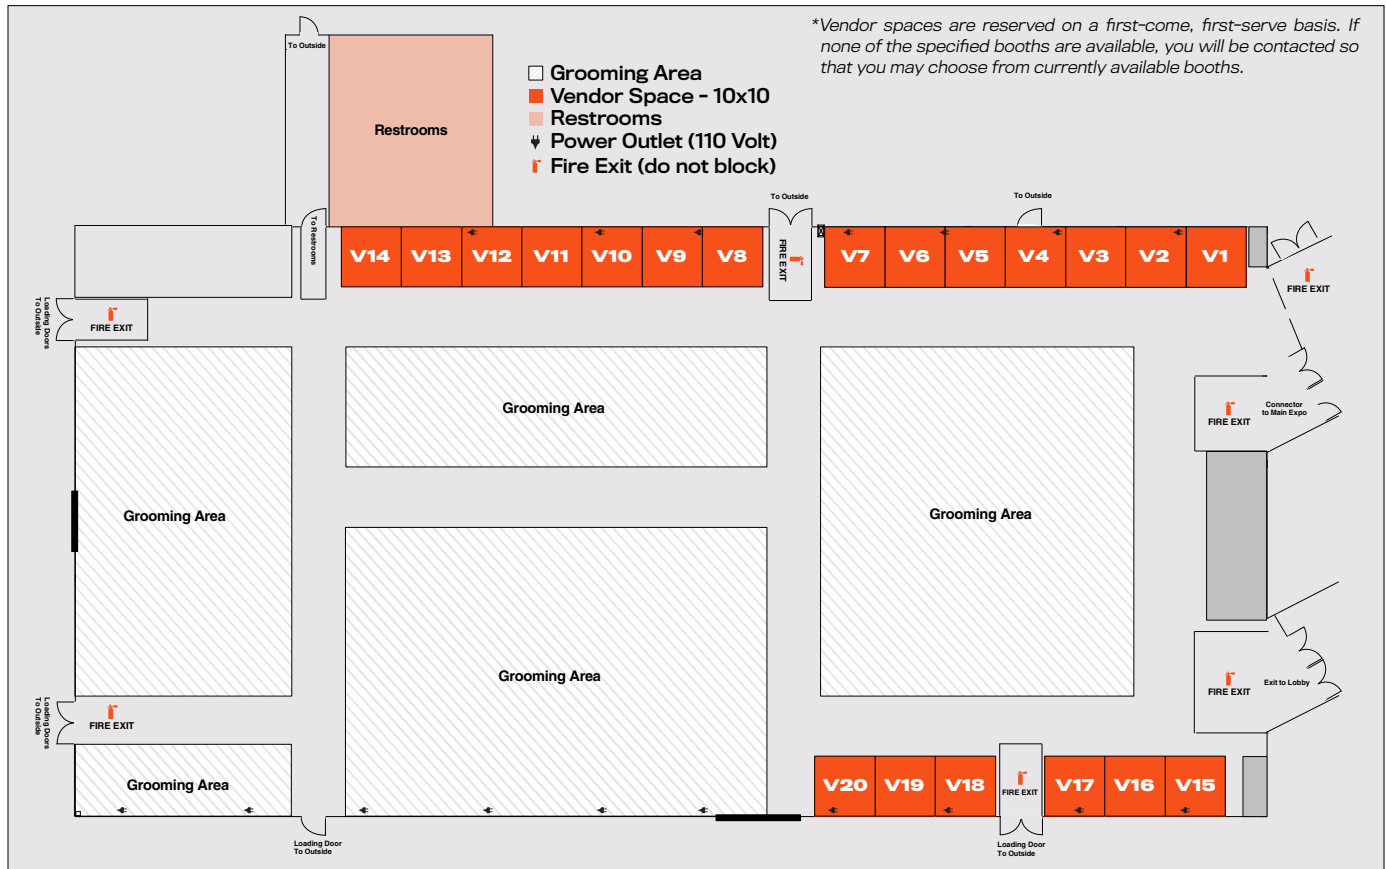 *Vendor spaces are reserved on a first-come, first-serve basis. If
none of the specified booths are available, you will be contacted so
that you may choose from currently available booths.
To Outside
Restrooms
Grooming Area
Vendor Space - 10x10
Restrooms
Power Outlet (110 Volt)
Fire Exit (do not block)
To Outside
To Outside
To Restrooms
V14 V13 V12 V11 V10 V9 V8
FIRE EXIT
V7 V6 V5 V4 V3 V2 V1
FIRE EXIT
Loading Doors
To Outside
FIRE EXIT
Grooming Area
Grooming Area
Grooming Area
Grooming Area
FIRE EXIT
Connector
to Main Expo
FIRE EXIT
Exit to Lobby
Loading Doors
To Outside
FIRE EXIT
Grooming Area
V20 V19 V18
FIRE EXIT
V17 V16 V15
Loading Door
To Outside
Loading Door
To Outside